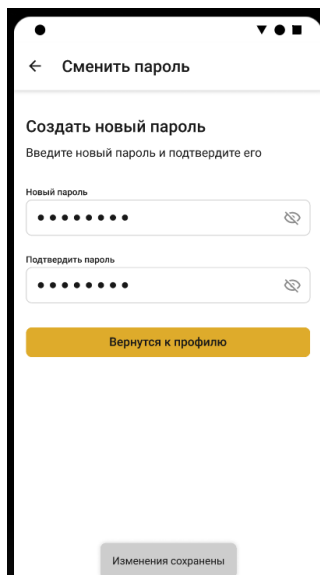 Сменить пароль
Создать новый пароль
Введите новый пароль и подтвердите его
Новый пароль
Подтвердить пароль
Вернутся к профилю
Изменения сохранены